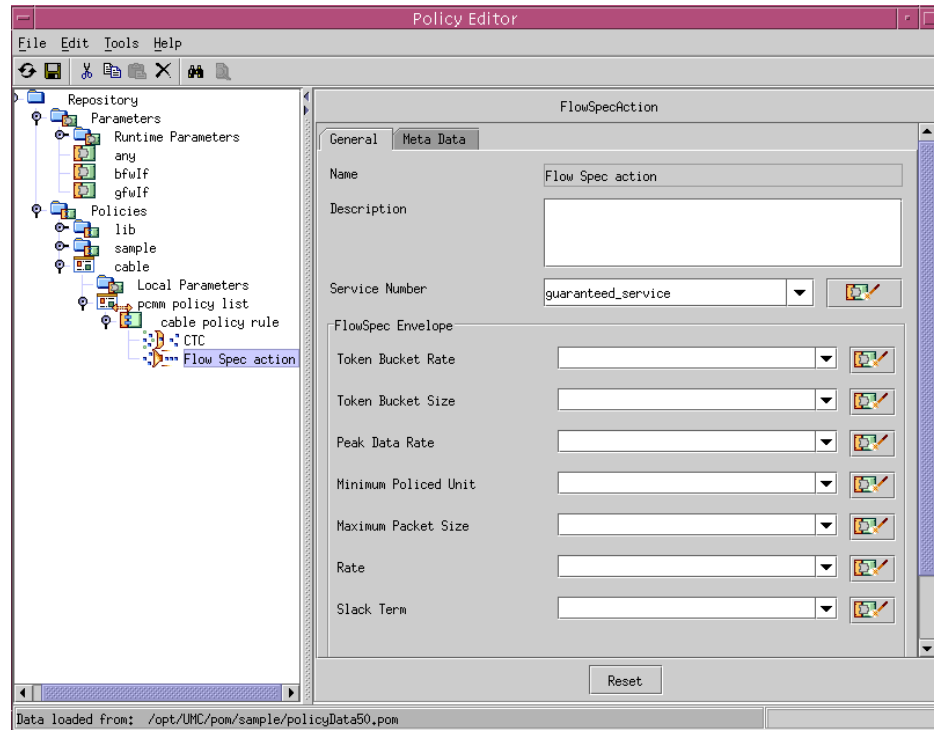 Policy Editor
File Edit Tools Help
Repository
Parameters
Runtime Parameters
any
bfwIf
gfwIf
Policies
lib
sample
cable
Local Parameters
pcmm policy list
cable policy rule
CTC
Flow Spec action
FlowSpecAction
General Meta Data
Name Flow Spec action
Description
Service Number guaranteed_service
FlowSpec Envelope
Token Bucket Rate
Token Bucket Size
Peak Data Rate
Minimum Policed Unit
Maximum Packet Size
Rate
Slack Term
Reset
Data loaded from: /opt/UMC/pom/sample/policyData50.pom